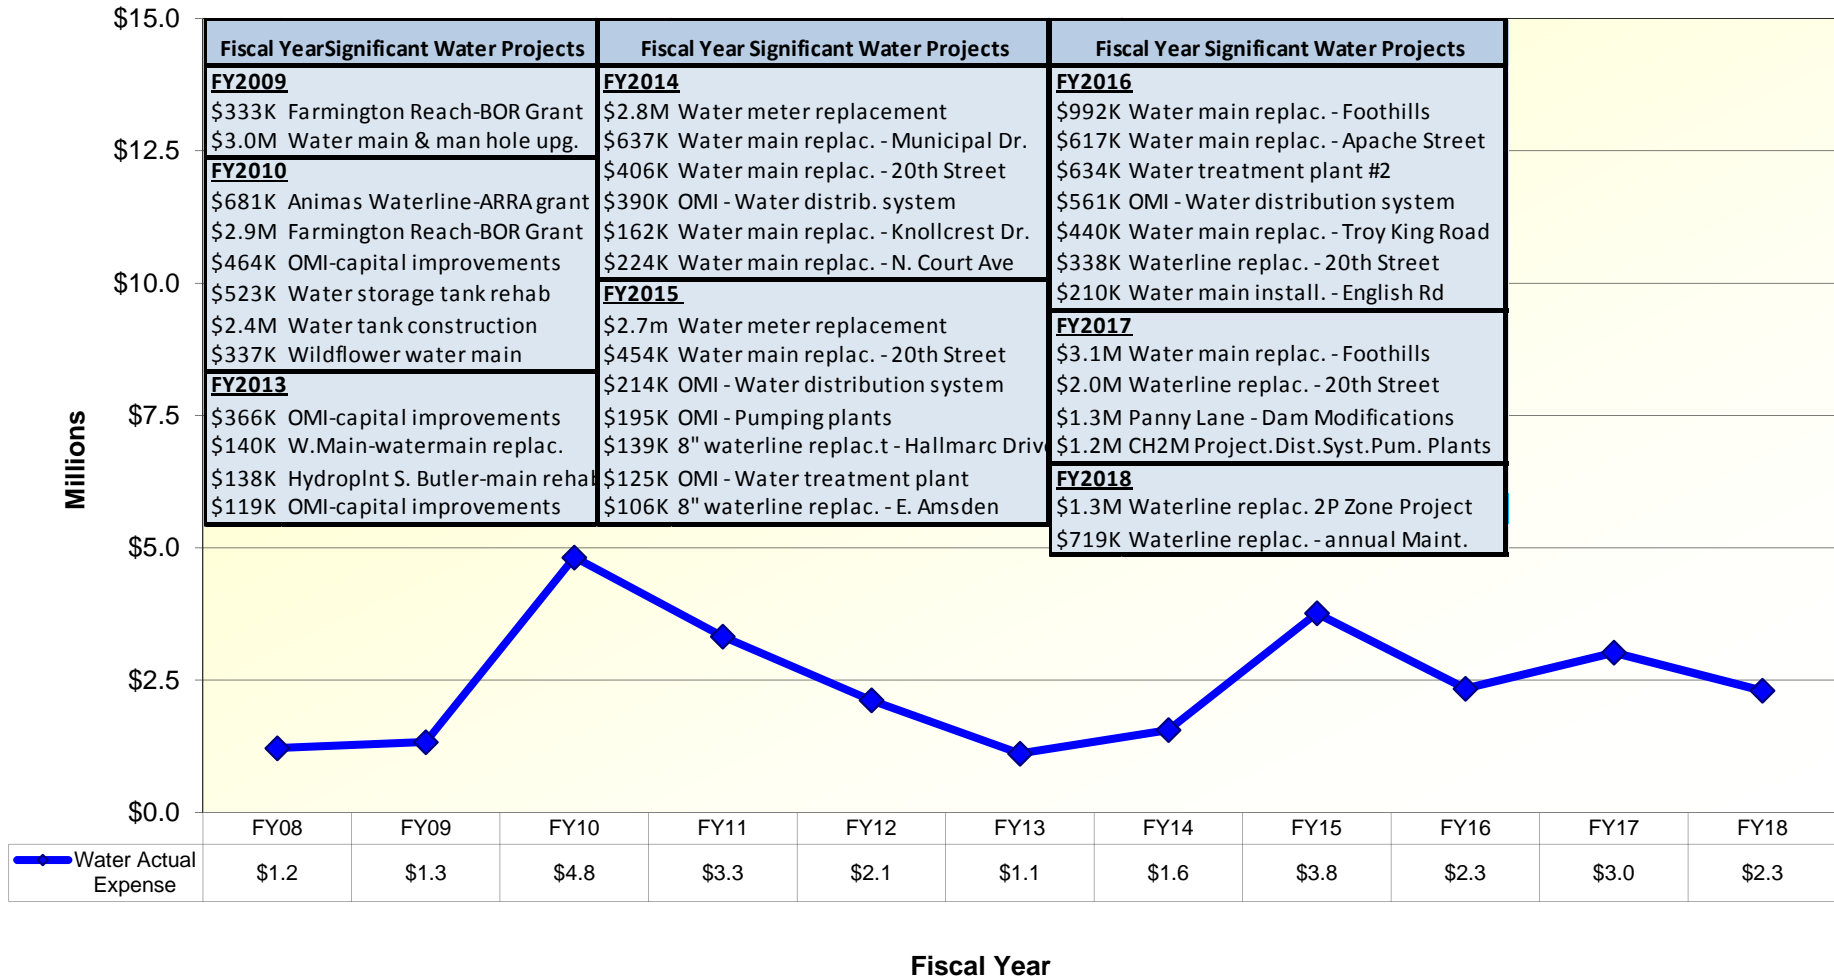 $15.0
$12.5
$10.0
$7.5
$5.0
$2.5
$0.0
Millions
Fiscal YearSignificant Water Projects
FY2009
$333K Farmington Reach-BOR Grant
$3.0M Water main & man hole upg.
FY2010
$681K Animas Waterline-ARRA grant
$2.9M Farmington Reach-BOR Grant
$464K OMI-capital improvements
$523K Water storage tank rehab
$2.4M Water tank construction
$337K Wildflower water main
FY2013
$366K OMI-capital improvements
$140K W.Main-watermain replac.
$138K Hydroplnt S. Butler-main rehab
$119K OMI-capital improvements
Fiscal Year Significant Water Projects
FY2014
$2.8M Water meter replacement
$637K Water main replac. - Municipal Dr.
$406K Water main replac. - 20th Street
$390K OMI - Water distrib. system
$162K Water main replac. - Knollcrest Dr.
$224K Water main replac. - N. Court Ave
FY2015
$2.7m Water meter replacement
$454K Water main replac. - 20th Street
$214K OMI - Water distribution system
$195K OMI - Pumping plants
$139K 8" waterline replac.t - Hallmarc Drive
$125K OMI - Water treatment plant
$106K 8" waterline replac. - E. Amsden
Fiscal Year Significant Water Projects
FY2016
$992K Water main replac. - Foothills
$617K Water main replac. - Apache Street
$634K Water treatment plant #2
$561K OMI - Water distribution system
$440K Water main replac. - Troy King Road
$338K Waterline replac. - 20th Street
$210K Water main install. - English Rd
FY2017
$3.1M Water main replac. - Foothills
$2.0M Waterline replac. - 20th Street
$1.3M Panny Lane - Dam Modifications
$1.2M CH2M Project.Dist.Syst.Pum. Plants
FY2018
$1.3M Waterline replac. 2P Zone Project
$719K Waterline replac. - annual Maint.
FY08 FY09 FY10 FY11 FY12 FY13 FY14 FY15 FY16 FY17 FY18
Water Actual
Expense
$1.2 $1.3 $4.8 $3.3 $2.1 $1.1 $1.6 $3.8 $2.3 $3.0 $2.3
Fiscal Year